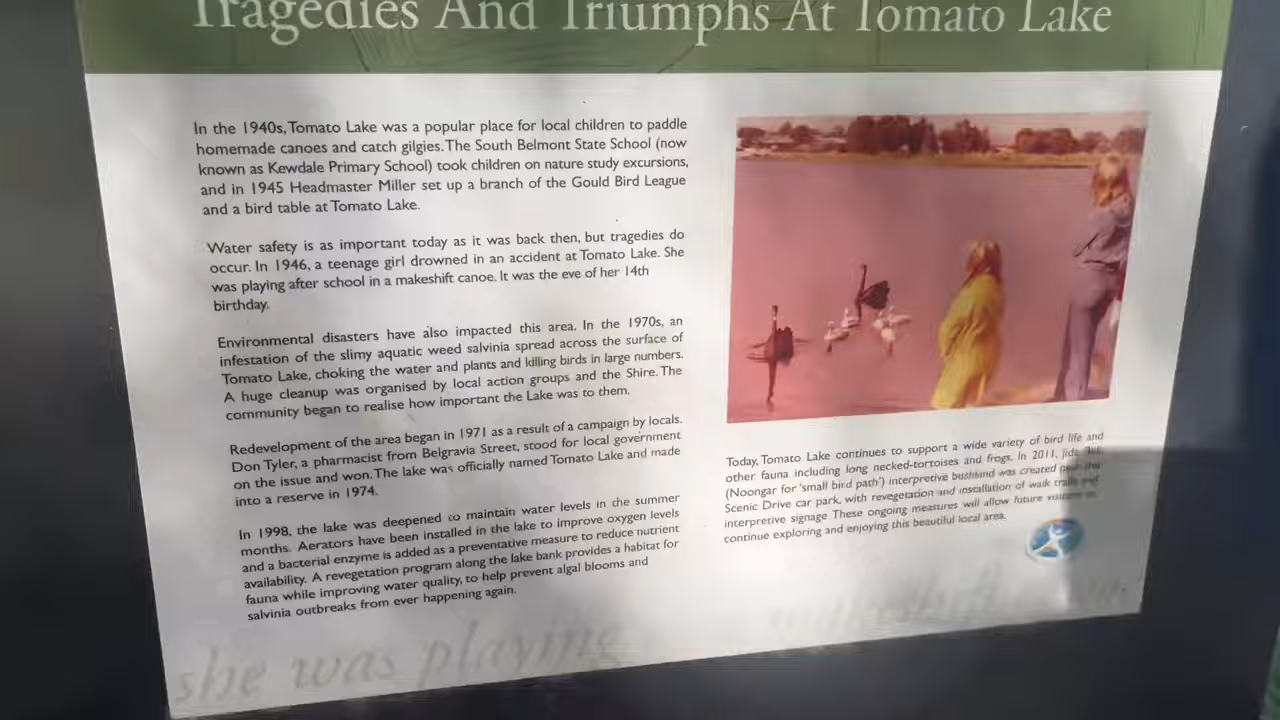 Tragedies And Triumphs At Tomato Lake
In the 1940s, Tomato Lake was a popular place for local children to paddle
homemade canoes and catch gilgies. The South Belmont State School (now
known as Kewdale Primary School) took children on nature study excursions,
and in 1945 Headmaster Miller set up a branch of the Gould Bird League
and a bird table at Tomato Lake.
Water safety is as important today as it was back then, but tragedies do
occur. In 1946, a teenage girl drowned in an accident at Tomato Lake. She
was playing after school in a makeshift canoe. It was the eve of her 14th
birthday.
Environmental disasters have also impacted this area. In the 1970s, an
infestation of the slimy aquatic weed salvinia spread across the surface of
Tomato Lake, choking the water and plants and killing birds in large numbers.
A huge cleanup was organised by local action groups and the Shire. The
community began to realise how important the Lake was to them.
Redevelopment of the area began in 1971 as a result of a campaign by locals.
Don Tyler, a pharmacist from Belgravia Street, stood for local government
on the issue and won. The lake was officially named Tomato Lake and made
into a reserve in 1974.
In 1998, the lake was deepened to maintain water levels in the summer
months. Aerators have been installed in the lake to improve oxygen levels
and a bacterial enzyme is added as a preventative measure to reduce nutrient
availability. A revegetation program along the lake bank provides a habitat for
fauna while improving water quality, to help prevent algal blooms and
salvinia outbreaks from ever happening again.
Today, Tomato Lake continues to support a wide variety of bird life and
other fauna including long necked-tortoises and frogs. In 2011,
(Noongar for 'small bird path') interpretive bushland was created
Scenic Drive car park, with revegetation and installation of walk trails and
interpretive signage These ongoing measures will allow future visitors to
continue exploring and enjoying this beautiful local area.
she was playing